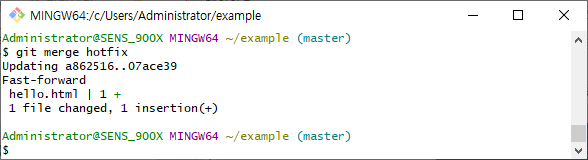 MINGW64:/c/Users/Administrator/example
Administrator@SENS_900X MINGW64 ~/example (master)
$ git merge hotfix
Updating a862516..07ace39
Fast-forward
 hello.html | 1 +
 1 file changed, 1 insertion(+)
Administrator@SENS_900X MINGW64 ~/example (master)
$